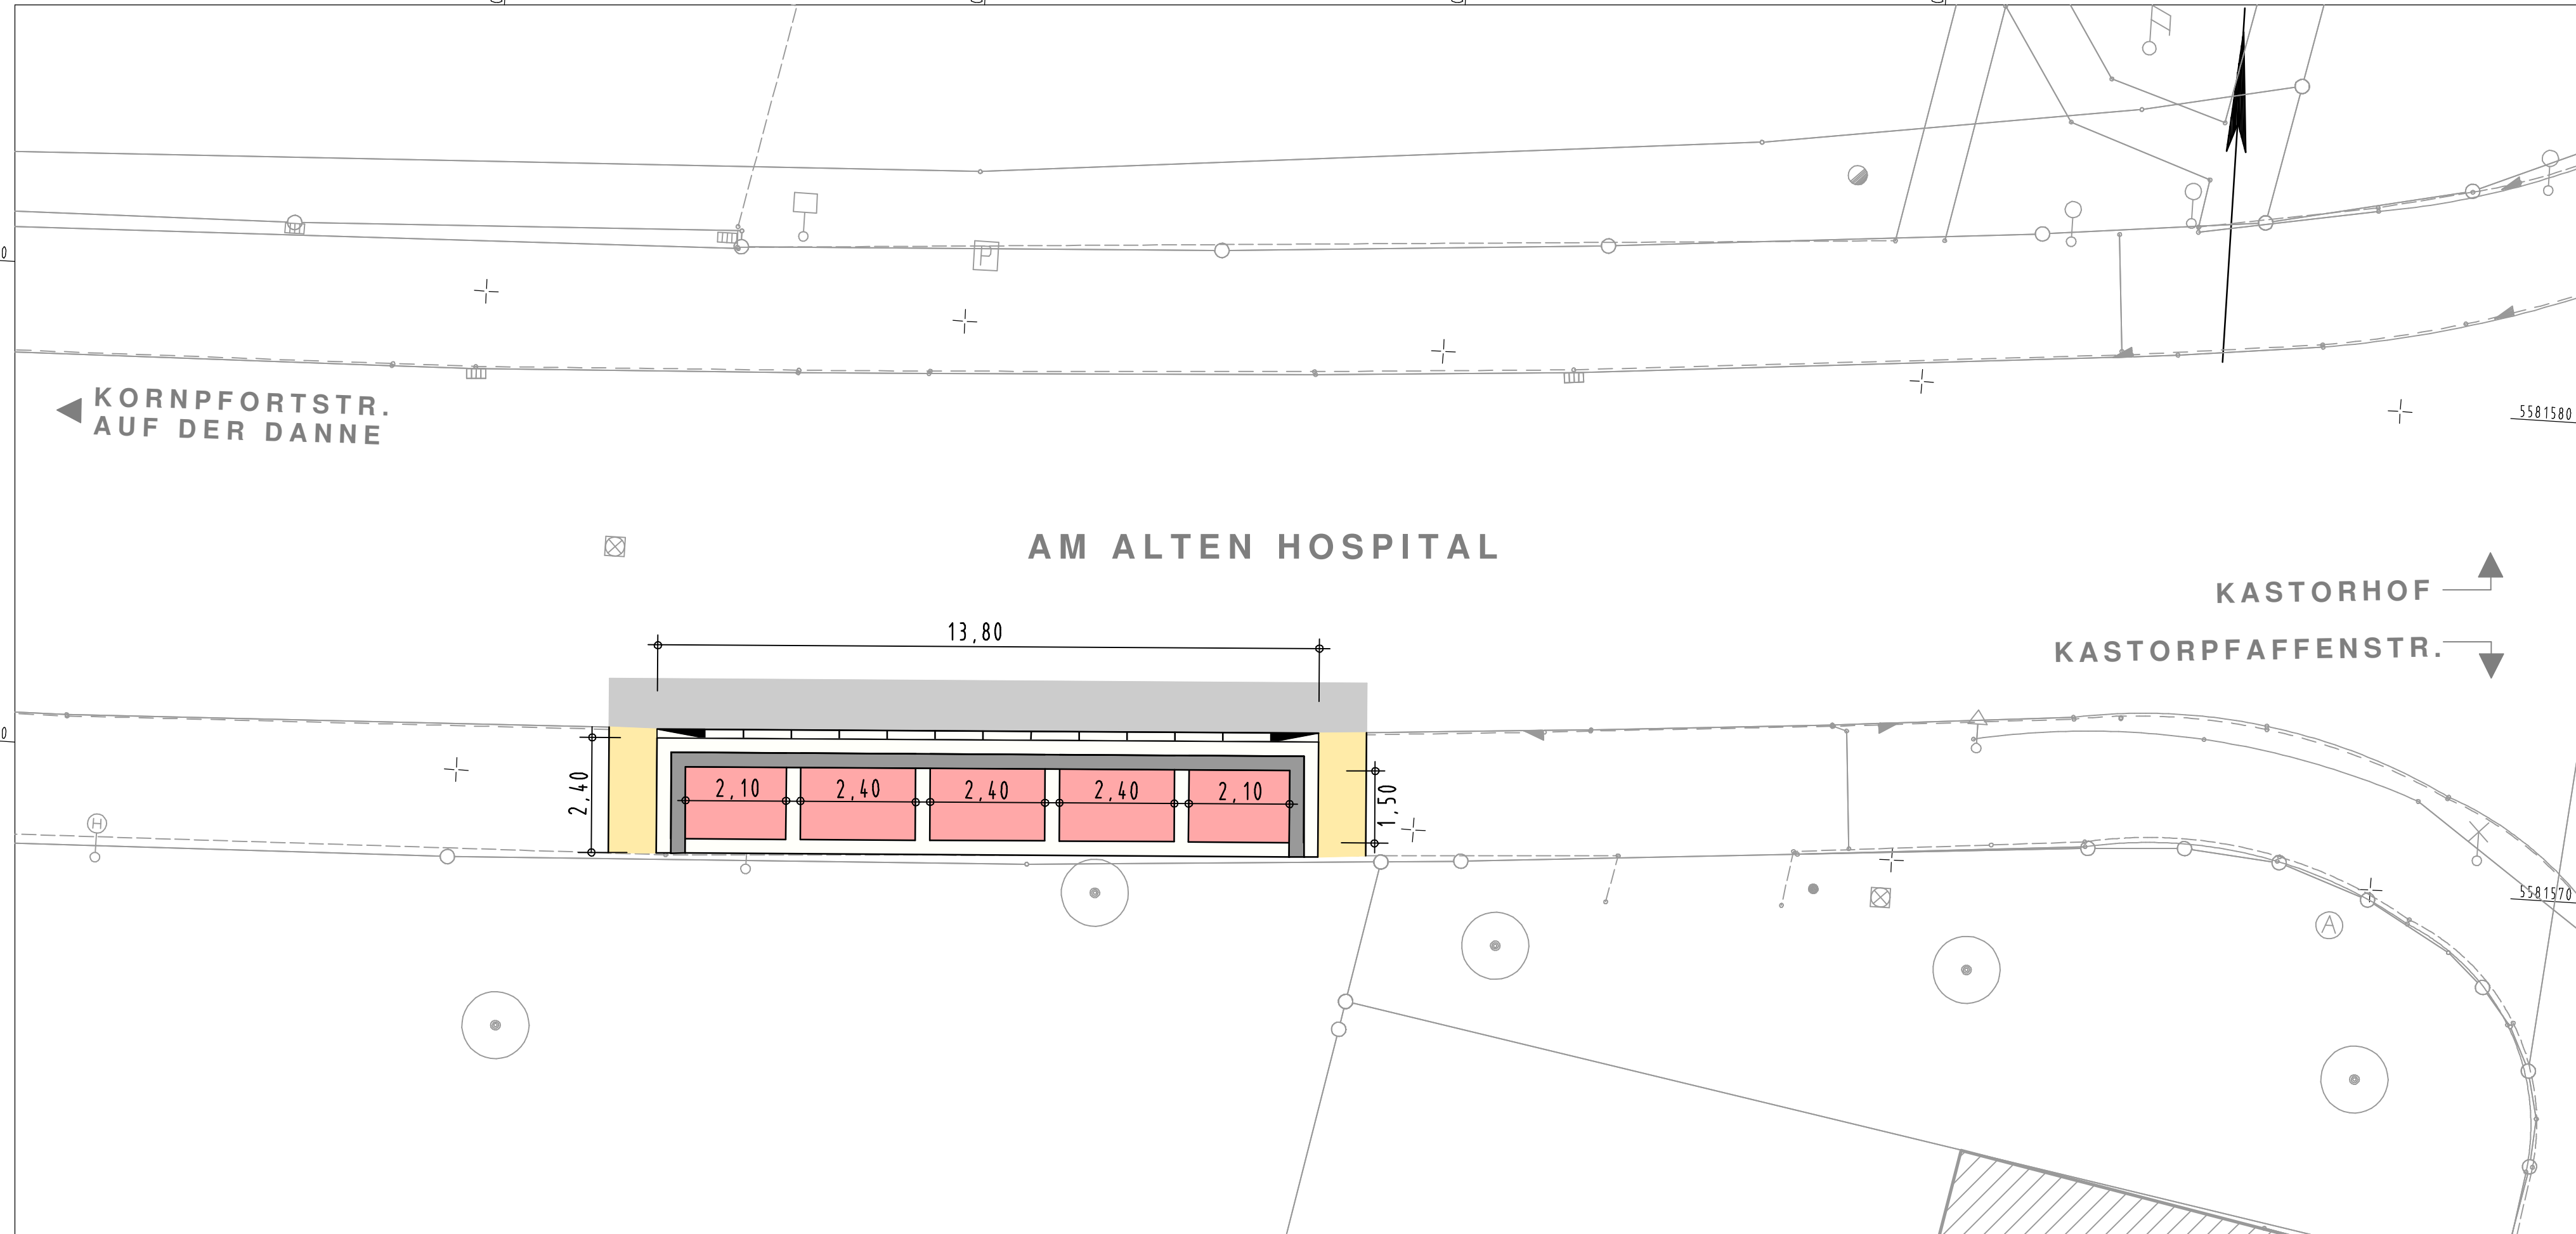 P
KORNPFORTSTR.
AUF DER DANNE
5581580
AM ALTEN HOSPITAL
KASTORHOF
KASTORPFAFFENSTR.
13,80
2,40
2,10
2,40
2,40
2,40
2,10
1,50
H
5581570
A